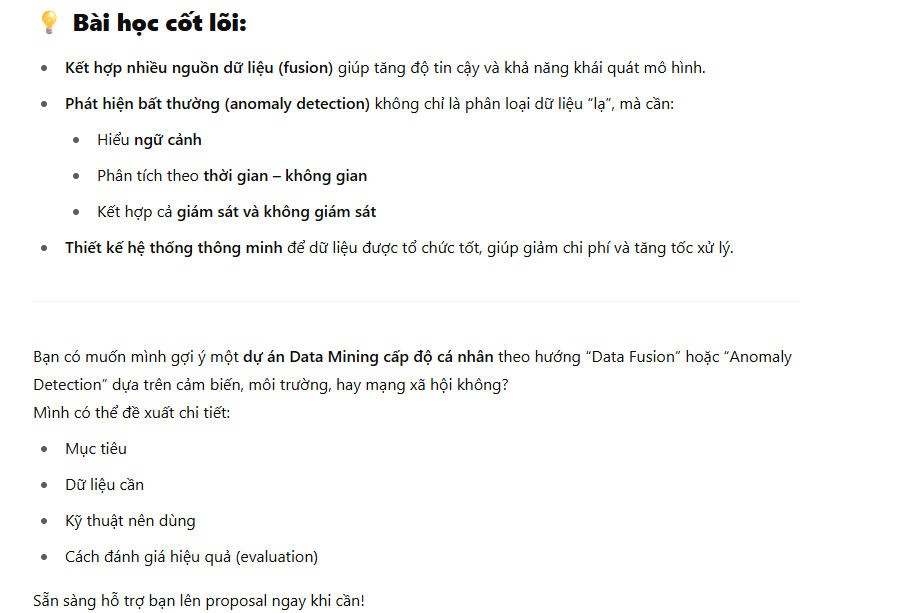 💡 Bài học cốt lõi:
Kết hợp nhiều nguồn dữ liệu (fusion) giúp tăng độ tin cậy và khả năng khái quát mô hình.
Phát hiện bất thường (anomaly detection) không chỉ là phân loại dữ liệu “lạ”, mà cần:
Hiểu ngữ cảnh
Phân tích theo thời gian – không gian
Kết hợp cả giám sát và không giám sát
Thiết kế hệ thống thông minh để dữ liệu được tổ chức tốt, giúp giảm chi phí và tăng tốc xử lý.
Bạn có muốn mình gợi ý một dự án Data Mining cấp độ cá nhân theo hướng “Data Fusion” hoặc “Anomaly
Detection” dựa trên cảm biến, môi trường, hay mạng xã hội không?
Mình có thể đề xuất chi tiết:
Mục tiêu
Dữ liệu cần
Kỹ thuật nên dùng
Cách đánh giá hiệu quả (evaluation)
Sẵn sàng hỗ trợ bạn lên proposal ngay khi cần!